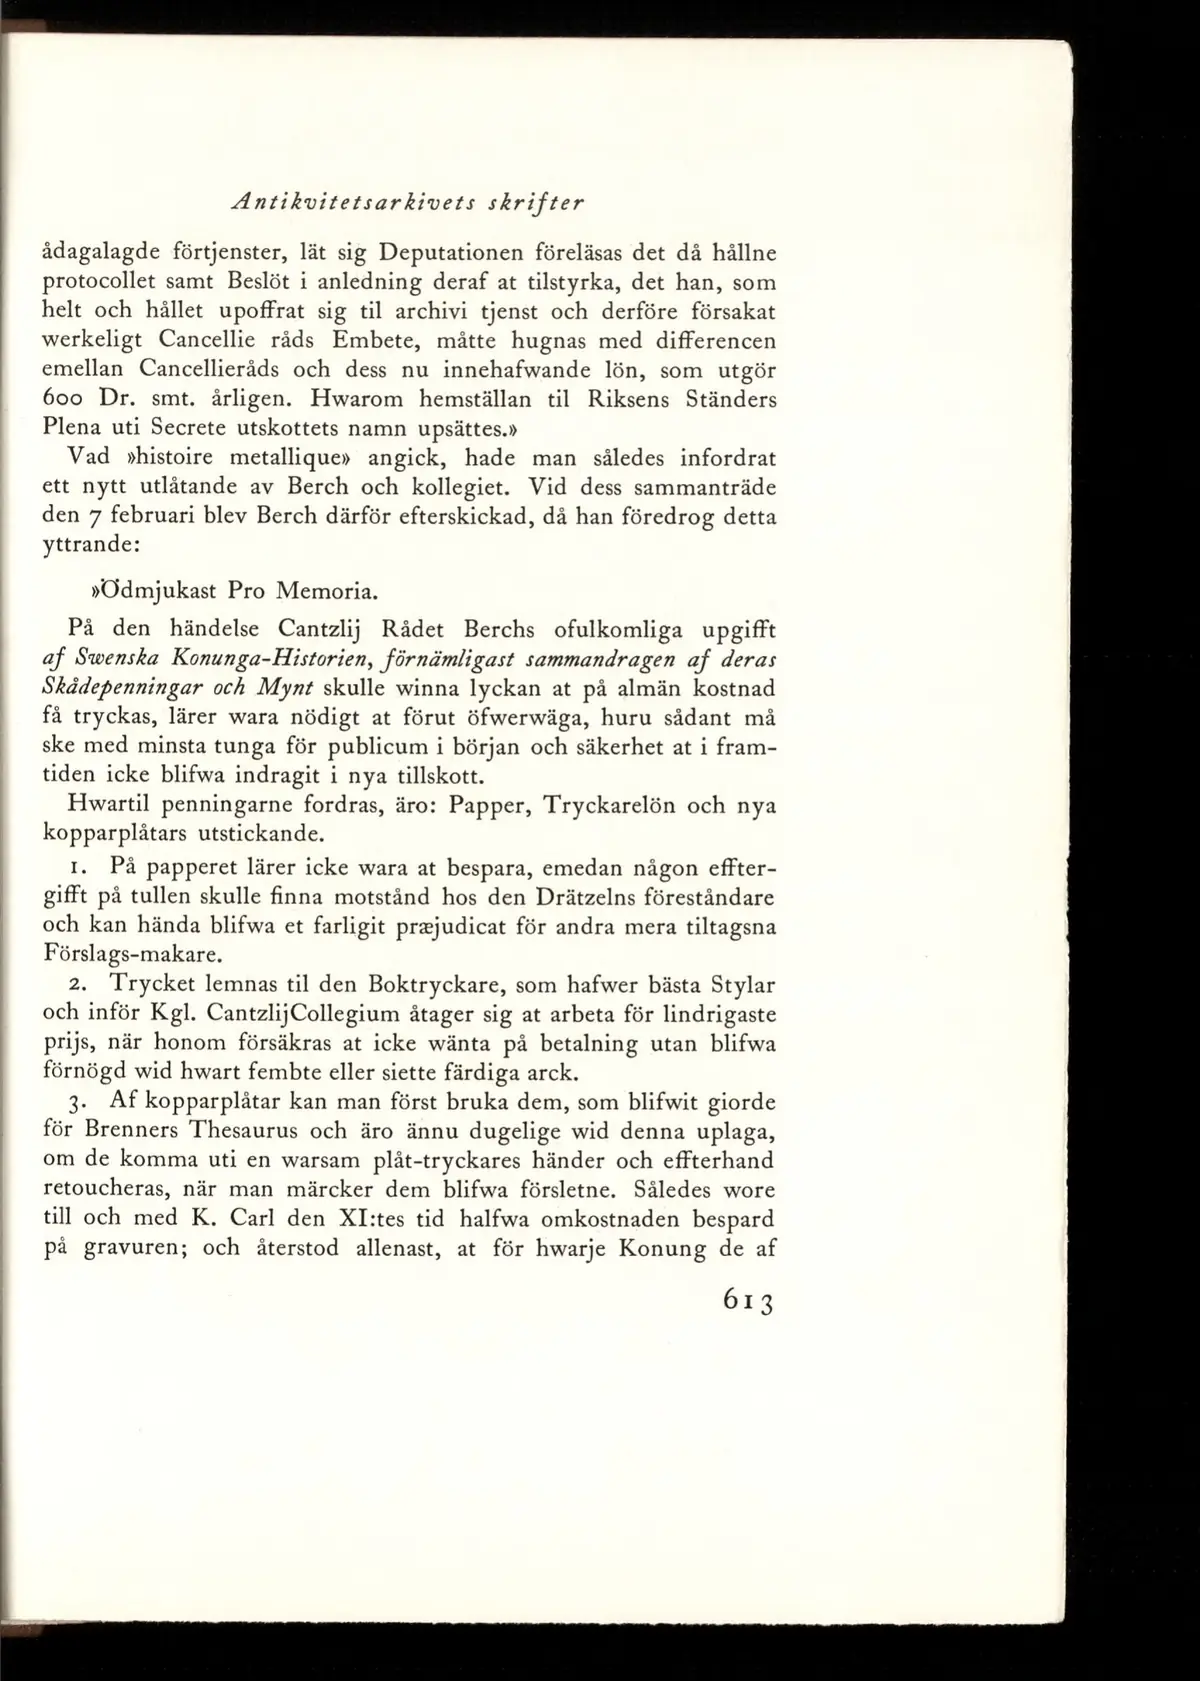 Antikvitetsarkivets skrifter
ådagalagde förtjenster, lät sig Deputationen föreläsas det då hållne
protocollet samt Beslöt i anledning deraf at tilstyrka, det han, som
helt och hållet upoffrat sig til archivi tjenst och derföre försakat
werkeligt Cancellie råds Embete, måtte hugnas med differencen
emellan Cancellieråds och dess nu innehafwande lön, som utgör
600 Dr. smt. årligen. Hwarom hemställan til Riksens Ständers
Plena uti Secrete utskottets namn upsättes.»
Vad »histoire metallique» angick, hade man således infordrat
ett nytt utlåtande av Berch och kollegiet. Vid dess sammanträde
den 7 februari blev Berch därför efterskickad, då han föredrog detta
yttrande:
»Ödmjukast Pro Memoria.
På den händelse Cantzlij Rådet Berchs ofulkomliga upgifft
af Swenska Konunga-Historien, förnämligast sammandragen af deras
Skådepenningar och Mynt skulle winna lyckan at på almän kostnad
få tryckas, lärer wara nödigt at förut öfwerwäga, huru sådant må
ske med minsta tunga för publicum i början och säkerhet at i fram-
tiden icke blifwa indragit i nya tillskott.
Hwartil penningarne fordras, äro: Papper, Tryckarelön och nya
kopparplåtars utstickande.
1. På papperet lärer icke wara at bespara, emedan någon effter-
gifft på tullen skulle finna motstånd hos den Drätzelns föreståndare
och kan hända blifwa et farligit præjudicat för andra mera tiltagsna
Förslags-makare.
2. Trycket lemnas til den Boktryckare, som hafwer bästa Stylar
och inför Kgl. CantzlijCollegium åtager sig at arbeta för lindrigaste
prijs, när honom försäkras at icke wänta på betalning utan blifwa
förnögd wid hwart fembte eller siette färdiga arck.
3. Af kopparplåtar kan man först bruka dem, som blifwit giorde
för Brenners Thesaurus och äro ännu dugelige wid denna uplaga,
om de komma uti en warsam plåt-tryckares händer och effterhand
retoucheras, när man märcker dem blifwa försletne. Således wore
till och med K. Carl den XI:tes tid halfwa omkostnaden bespard
på gravuren; och återstod allenast, at för hwarje Konung de af
613